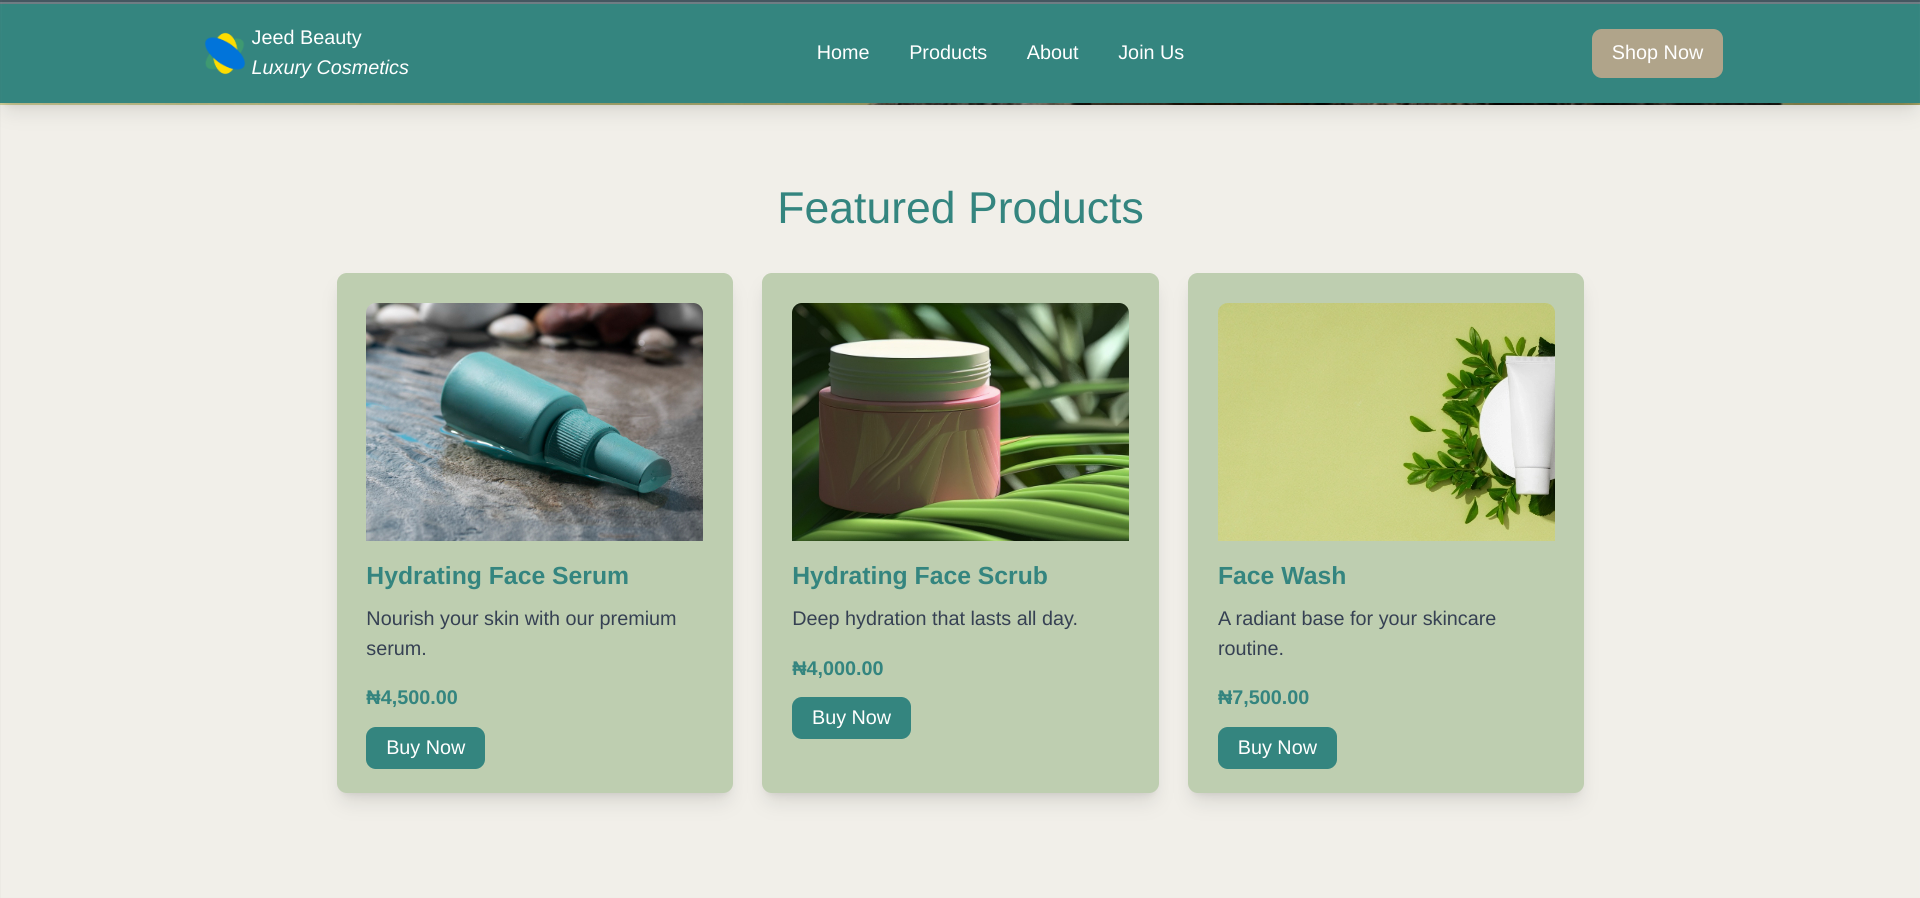 Jeed Beauty
Luxury Cosmetics
Home
Products
About
Join Us
Shop Now
Featured Products
Hydrating Face Serum
Nourish your skin with our premium
serum.
₦4,500.00
Buy Now
Hydrating Face Scrub
Deep hydration that lasts all day.
₦4,000.00
Buy Now
Face Wash
A radiant base for your skincare
routine.
₦7,500.00
Buy Now